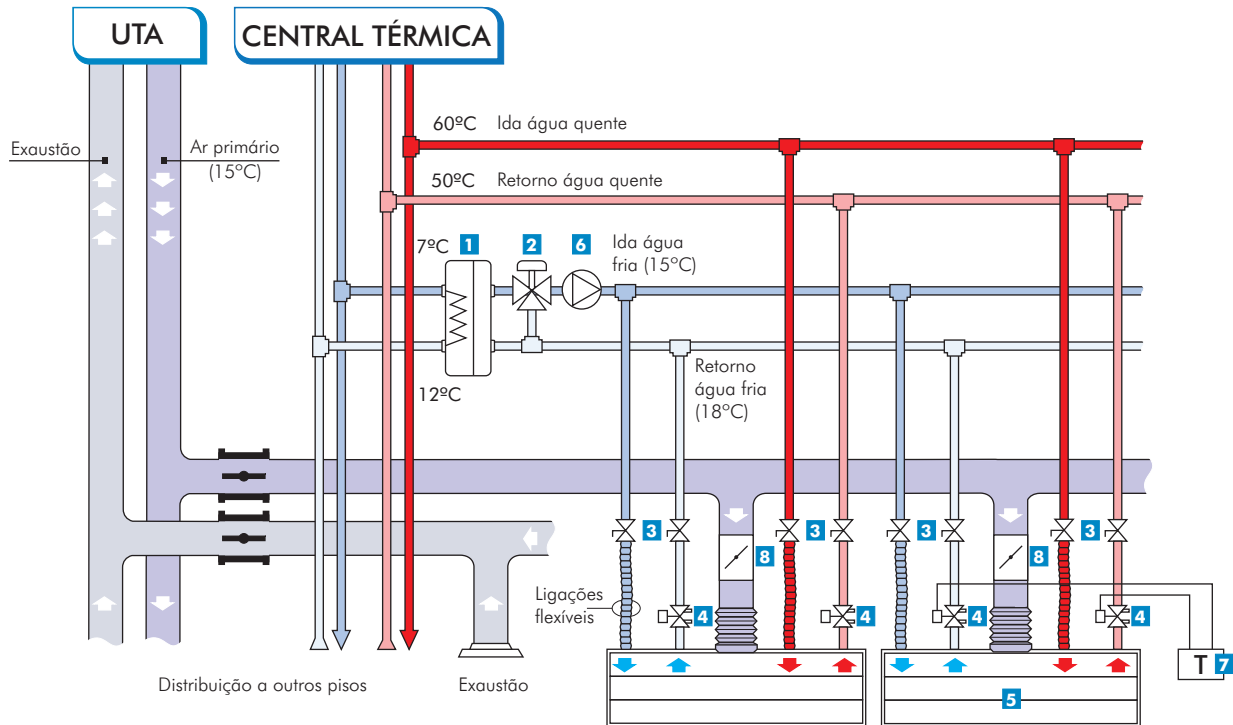 UTA
CENTRAL TÉRMICA
60ºC Ida água quente
Exaustão
Ar primário
(15ºC)
50ºC Retorno água quente
7ºC
1
2
6
Ida água
fria (15ºC)
12ºC
Retorno
água fria
(18ºC)
3
3
3
3
8
8
Ligações
flexíveis
4
4
4
4
T
7
Distribuição a outros pisos
Exaustão
5